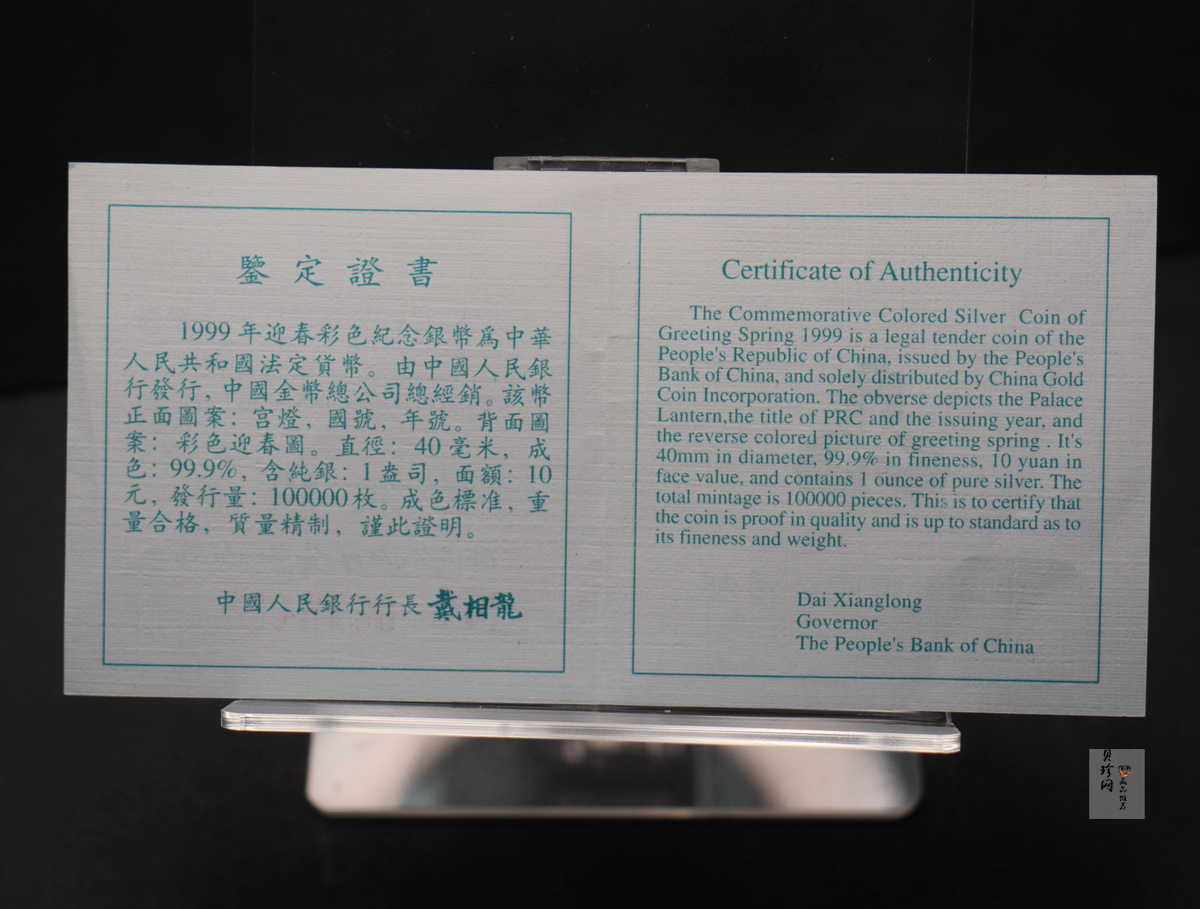 鑒定證書
1999年迎春彩色紀念銀幣爲中華
人民共和國法定貨幣。由中國人民銀
行發行，中國金幣總公司總經銷。該幣
正面圖案：宫燈，國號，年號。背面圖
案：彩色迎春圖。直徑：40毫米，成
色：99.9%，含純銀：1盎司，面額：10
元，發行量：100000枚。成色標准，重
量合格，質量精制，謹此證明。
中國人民銀行行長 戴相龍
Certificate of Authenticity
The Commemorative Colored Silver Coin of
Greeting Spring 1999 is a legal tender coin of the
People's Republic of China, issued by the People's
Bank of China, and solely distributed by China Gold
Coin Incorporation. The obverse depicts the Palace
Lantern,the title of PRC and the issuing year, and
the reverse colored picture of greeting spring . It's
40mm in diameter, 99.9% in fineness, 10 yuan in
face value, and contains 1 ounce of pure silver. The
total mintage is 100000 pieces. This is to certify that
the coin is proof in quality and is up to standard as to
its fineness and weight.
Dai Xianglong
Governor
The People's Bank of China
贝珍网